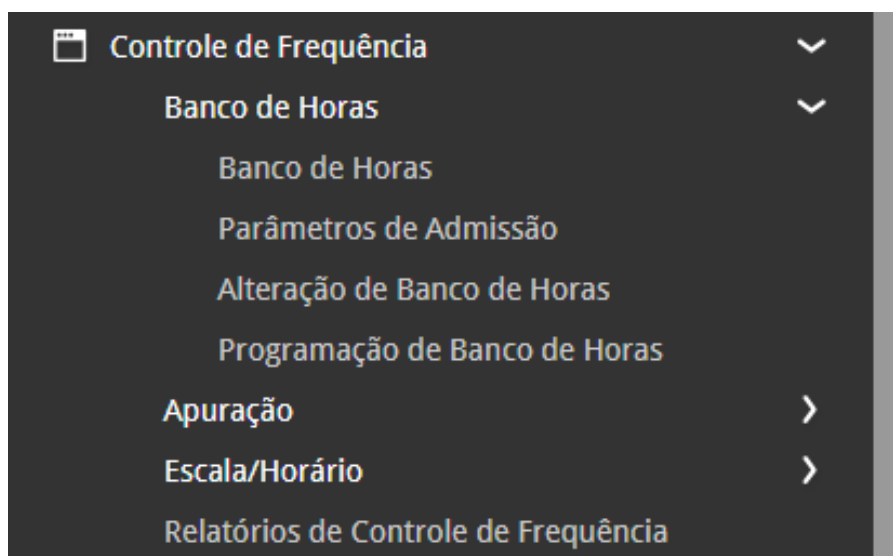 Controle de Frequência
Banco de Horas
Banco de Horas
Parâmetros de Admissão
Alteração de Banco de Horas
Programação de Banco de Horas
Apuração
Escala/Horário
Relatórios de Controle de Frequência